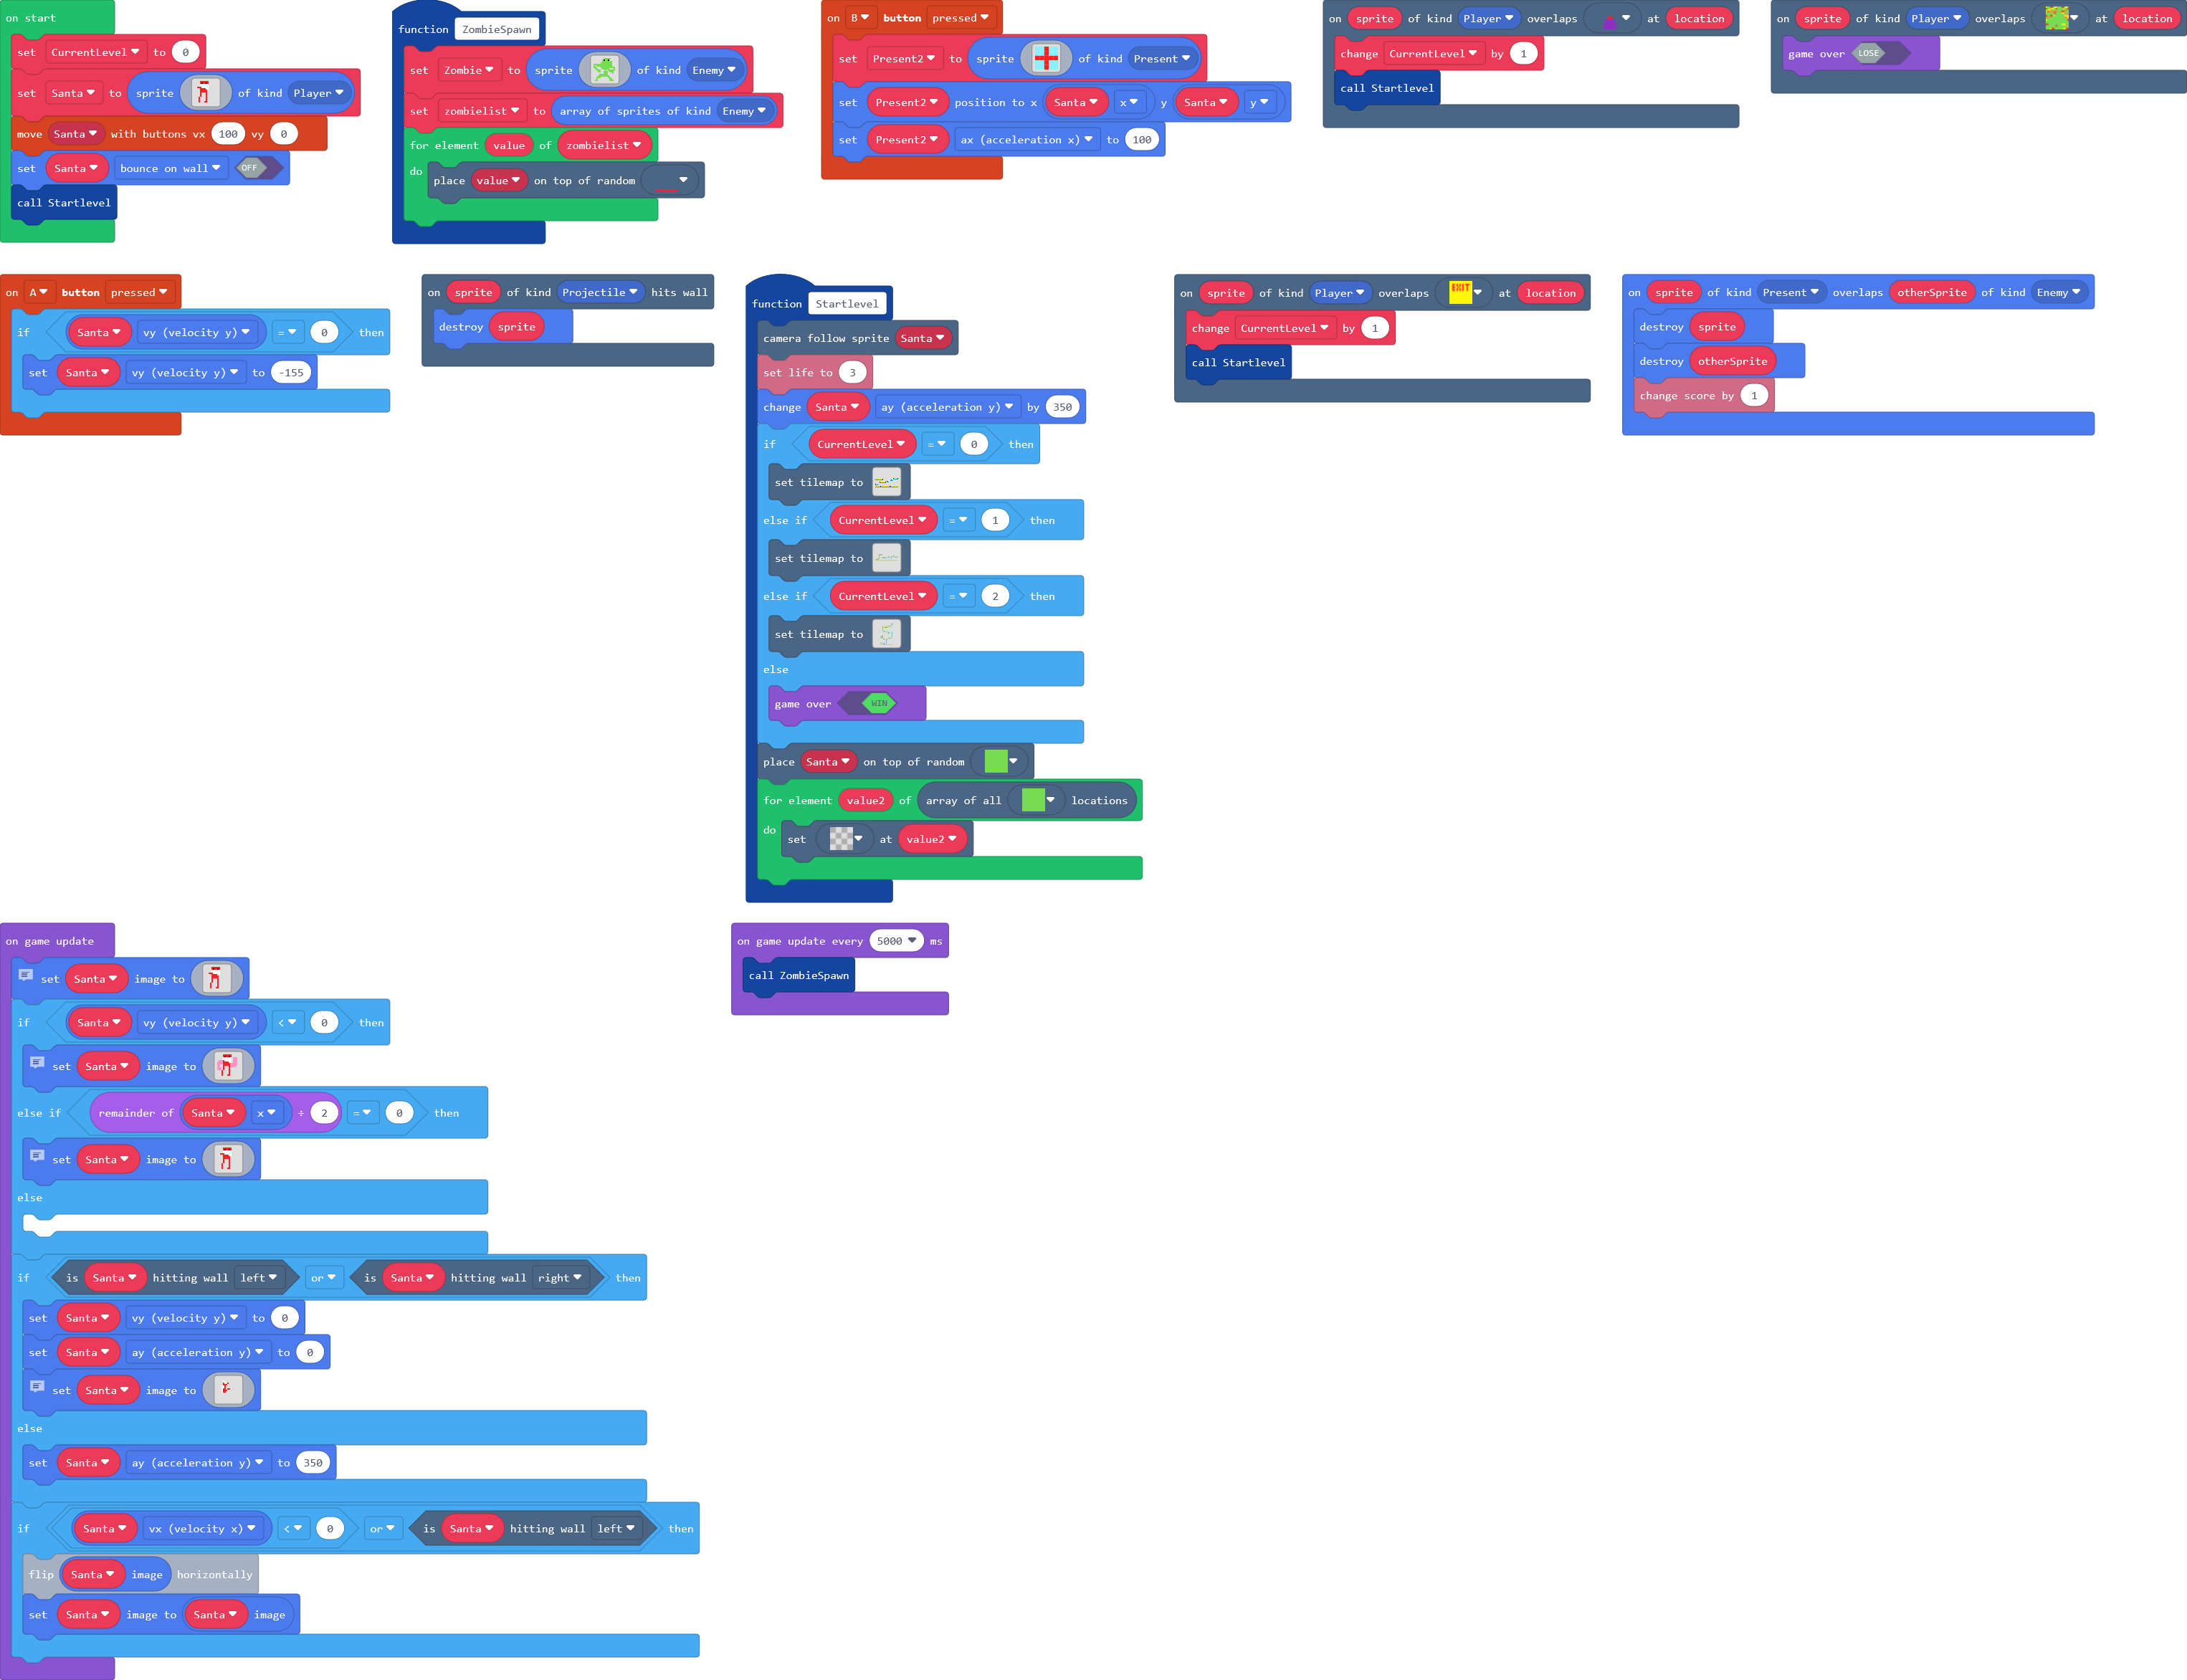 on start
set CurrentLevel to 0
set Santa to sprite of kind Player
move Santa with buttons vx 100 vy 0
set Santa bounce on wall OFF
call Startlevel
function ZombieSpawn
set Zombie to sprite of kind Enemy
set zombielist to array of sprites of kind Enemy
for element value of zombielist
do
place value on top of random
on B button pressed
set Present2 to sprite of kind Present
set Present2 position to x Santa x y Santa y
set Present2 ax (acceleration x) to 100
on sprite of kind Player overlaps at location
change CurrentLevel by 1
call Startlevel
on sprite of kind Player overlaps at location
game over LOSE
on A button pressed
if Santa vy (velocity y) = 0 then
set Santa vy (velocity y) to -155
on sprite of kind Projectile hits wall
destroy sprite
function Startlevel
camera follow sprite Santa
set life to 3
change Santa ay (acceleration y) by 350
if CurrentLevel = 0 then
set tilemap to
else if CurrentLevel = 1 then
set tilemap to
else if CurrentLevel = 2 then
set tilemap to
else
game over WIN
place Santa on top of random
for element value2 of array of all locations
do
set at value2
on sprite of kind Player overlaps EXIT at location
change CurrentLevel by 1
call Startlevel
on sprite of kind Present overlaps otherSprite of kind Enemy
destroy sprite
destroy otherSprite
change score by 1
on game update
set Santa image to
if Santa vy (velocity y) < 0 then
set Santa image to
else if remainder of Santa x ÷ 2 = 0 then
set Santa image to
else
if is Santa hitting wall left or is Santa hitting wall right then
set Santa vy (velocity y) to 0
set Santa ay (acceleration y) to 0
set Santa image to
else
set Santa ay (acceleration y) to 350
if Santa vx (velocity x) < 0 or is Santa hitting wall left then
flip Santa image horizontally
set Santa image to Santa image
on game update every 5000 ms
call ZombieSpawn